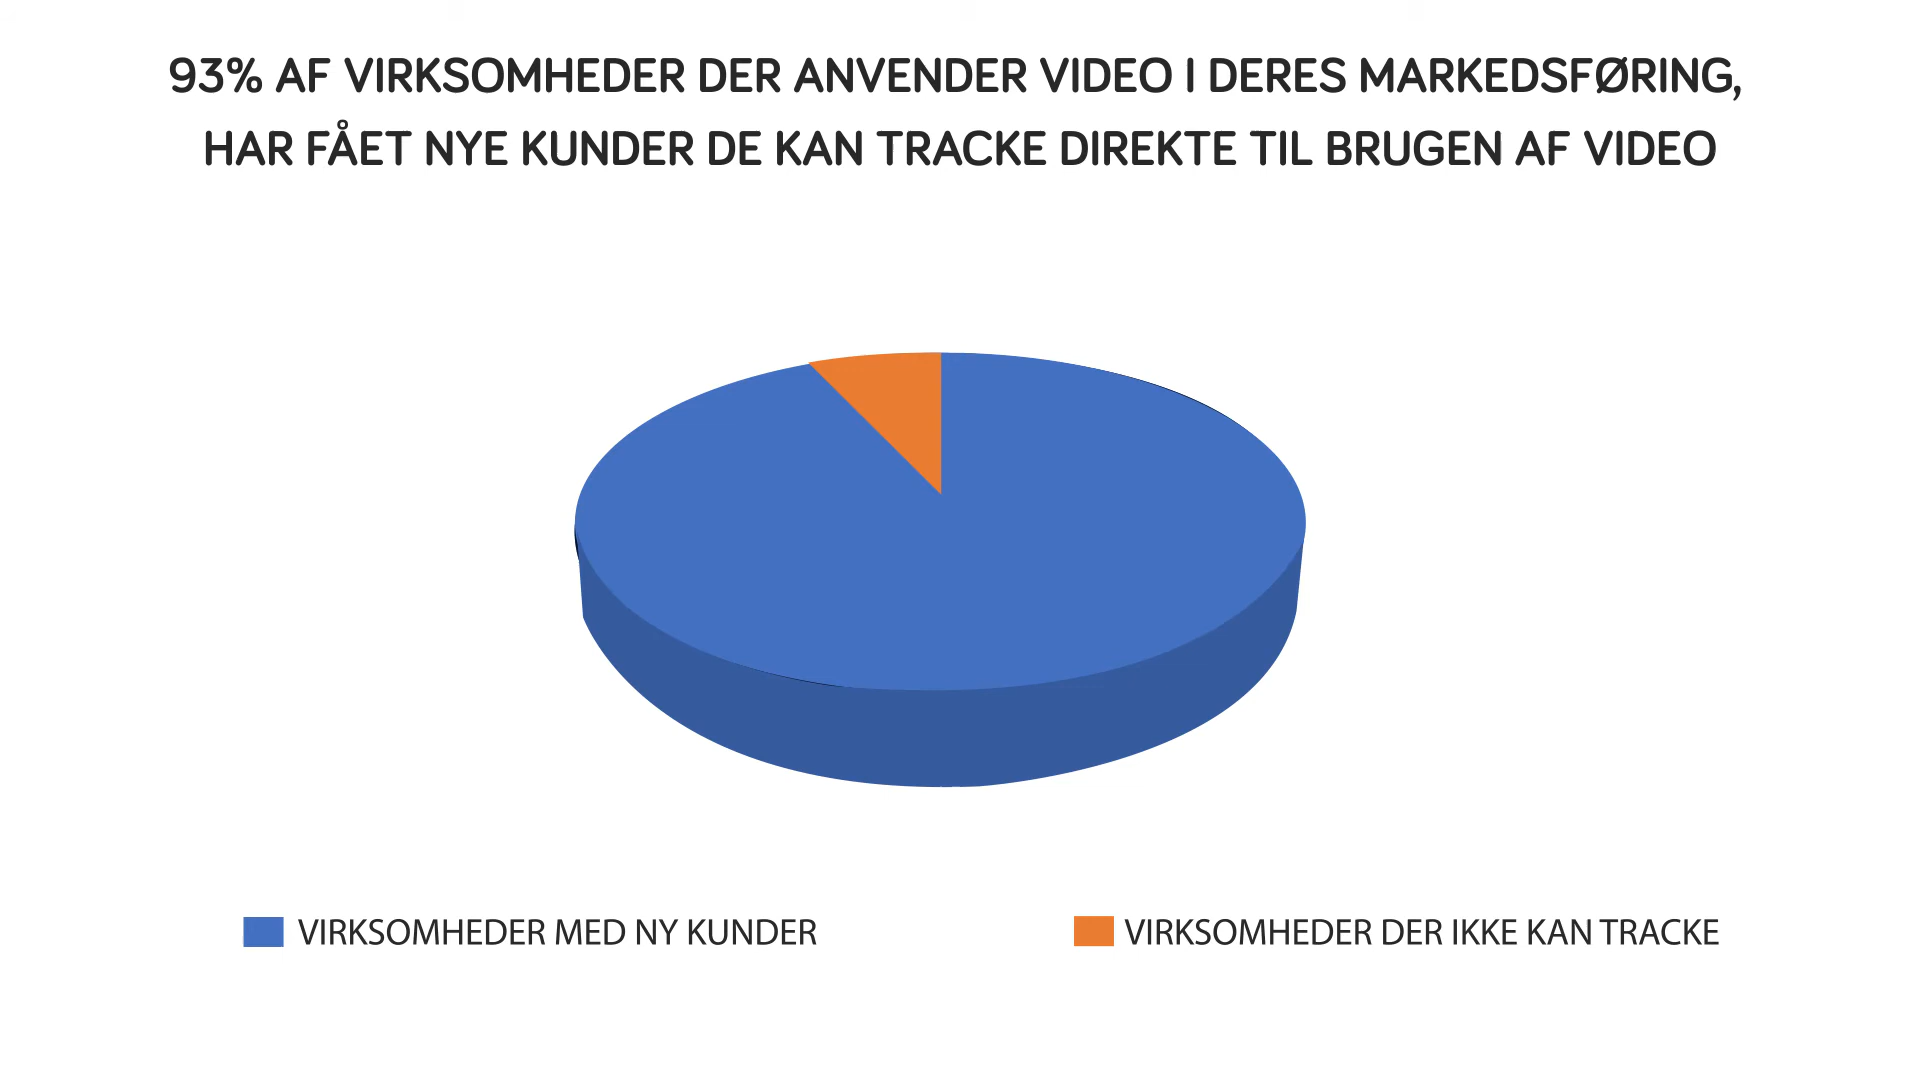 93% AF VIRKSOMHEDER DER ANVENDER VIDEO I DERES MARKEDSFØRING,
HAR FÅET NYE KUNDER DE KAN TRACKE DIREKTE TIL BRUGEN AF VIDEO
VIRKSOMHEDER MED NY KUNDER
VIRKSOMHEDER DER IKKE KAN TRACKE